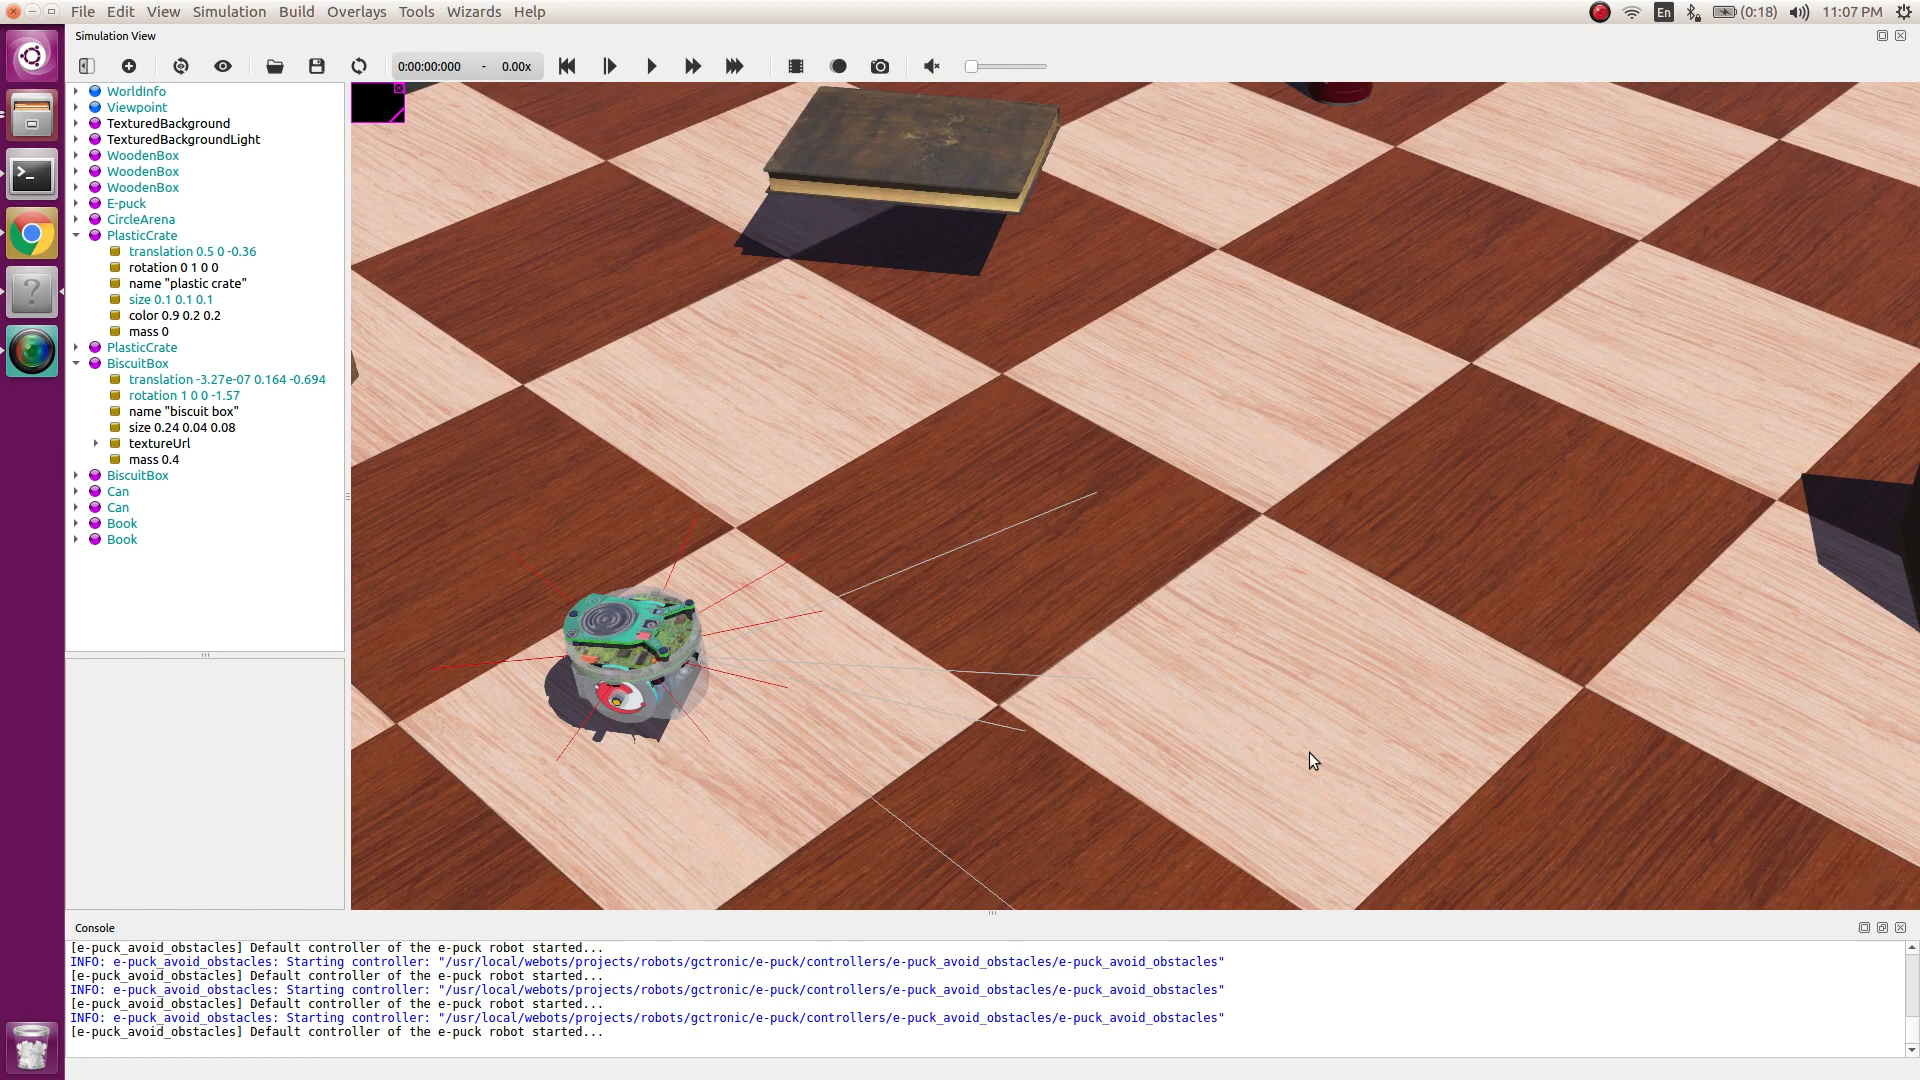 File Edit View Simulation Build Overlays Tools Wizards Help
En (0:18) 11:07 PM
Simulation View
0:00:00:000 - 0.00x
WorldInfo
Viewpoint
TexturedBackground
TexturedBackgroundLight
WoodenBox
WoodenBox
WoodenBox
E-puck
CircleArena
PlasticCrate
translation 0.5 0 -0.36
rotation 0 1 0 0
name "plastic crate"
size 0.1 0.1 0.1
color 0.9 0.2 0.2
mass 0
PlasticCrate
BiscuitBox
translation -3.27e-07 0.164 -0.694
rotation 1 0 0 -1.57
name "biscuit box"
size 0.24 0.04 0.08
textureUrl
mass 0.4
BiscuitBox
Can
Can
Book
Book
Console
[e-puck_avoid_obstacles] Default controller of the e-puck robot started...
INFO: e-puck_avoid_obstacles: Starting controller: "/usr/local/webots/projects/robots/gctronic/e-puck/controllers/e-puck_avoid_obstacles/e-puck_avoid_obstacles"
[e-puck_avoid_obstacles] Default controller of the e-puck robot started...
INFO: e-puck_avoid_obstacles: Starting controller: "/usr/local/webots/projects/robots/gctronic/e-puck/controllers/e-puck_avoid_obstacles/e-puck_avoid_obstacles"
[e-puck_avoid_obstacles] Default controller of the e-puck robot started...
INFO: e-puck_avoid_obstacles: Starting controller: "/usr/local/webots/projects/robots/gctronic/e-puck/controllers/e-puck_avoid_obstacles/e-puck_avoid_obstacles"
[e-puck_avoid_obstacles] Default controller of the e-puck robot started...